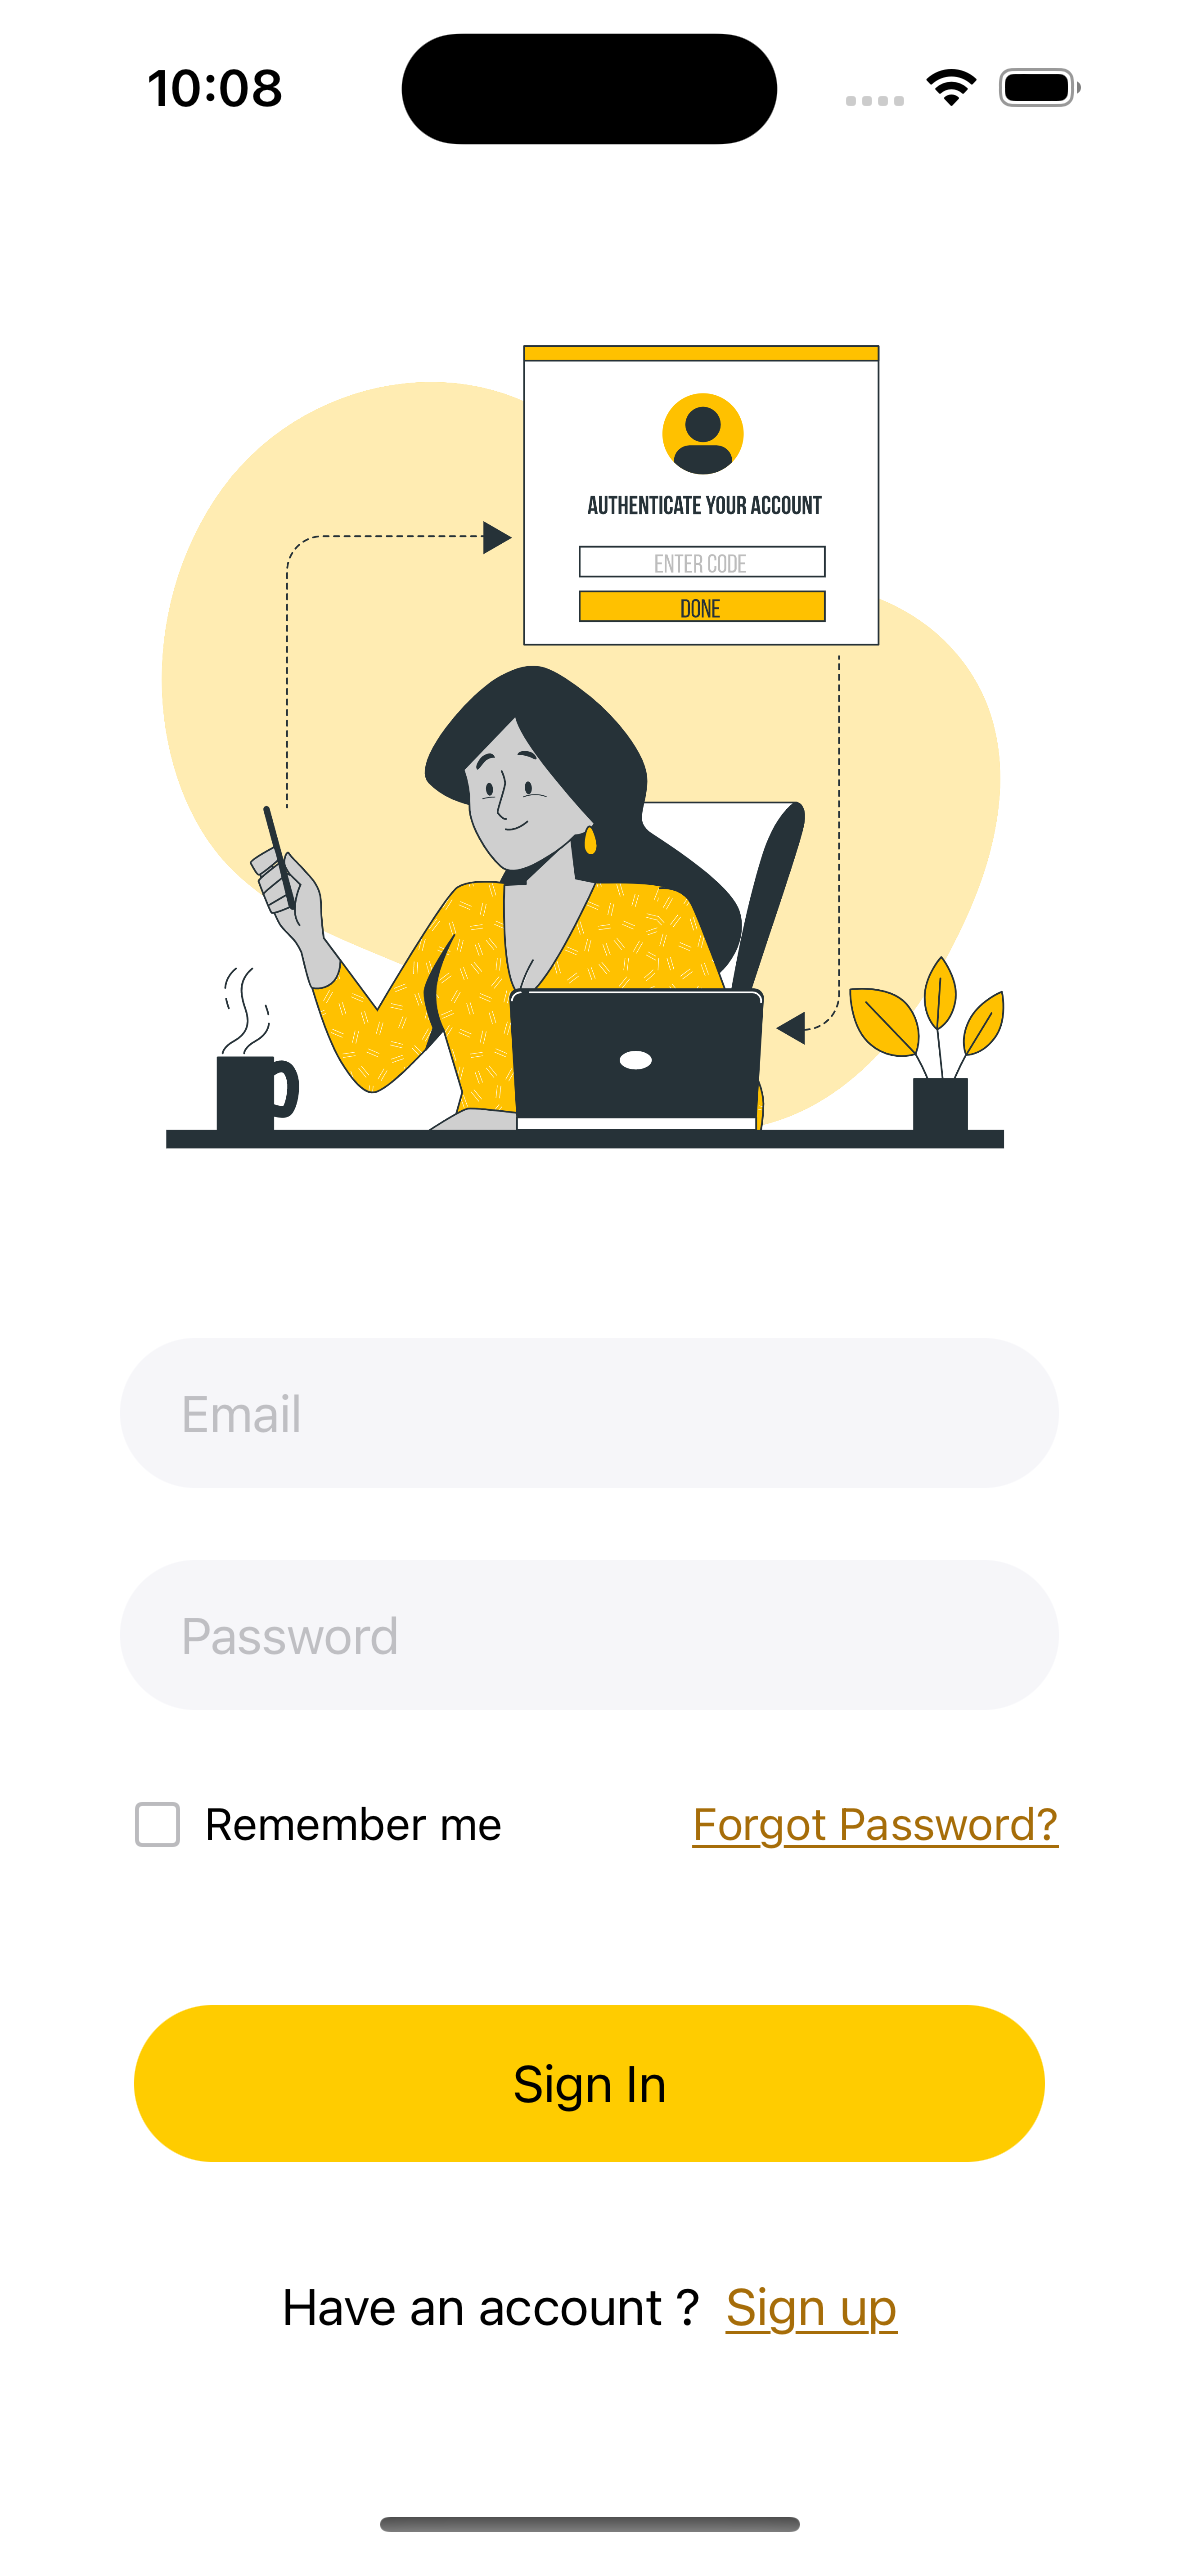 10:08
AUTHENTICATE YOUR ACCOUNT
ENTER CODE
DONE
Email
Password
Remember me Forgot Password?
Sign In
Have an account ? Sign up